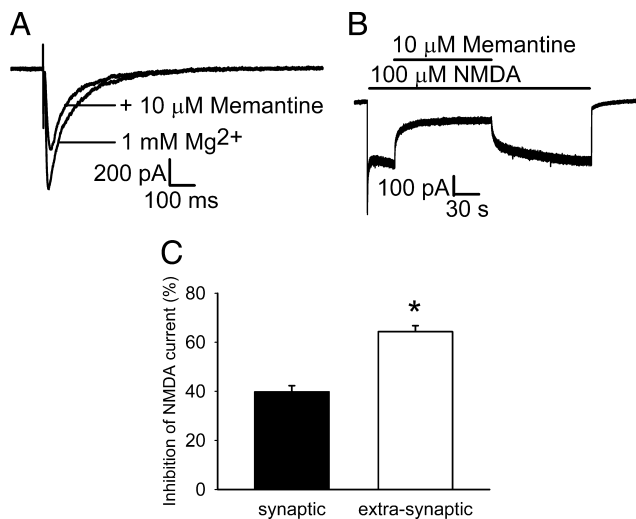 A
+ 10 μM Memantine
1 mM Mg2+
200 pA
100 ms
B
10 μM Memantine
100 μM NMDA
100 pA
30 s
C
Inhibition of NMDA current (%)
80
60
40
20
0
*
synaptic
extra-synaptic